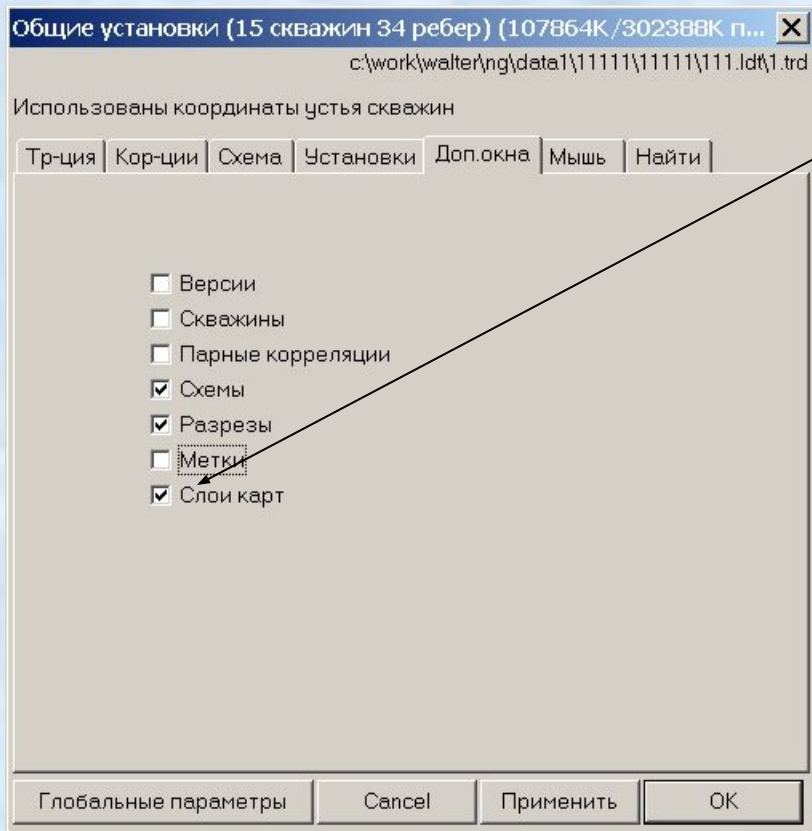 Общие установки (15 скважин 34 ребер) (107864K/302388K п...
c:\work\walter\ng\data1\11111\11111\111.ldt\1.trd
Использованы координаты устья скважин
Тр-ция Кор-ции Схема Установки Доп.окна Мышь Найти
Версии
Скважины
Парные корреляции
Схемы
Разрезы
Метки
Слои карт
Глобальные параметры Cancel Применить OK